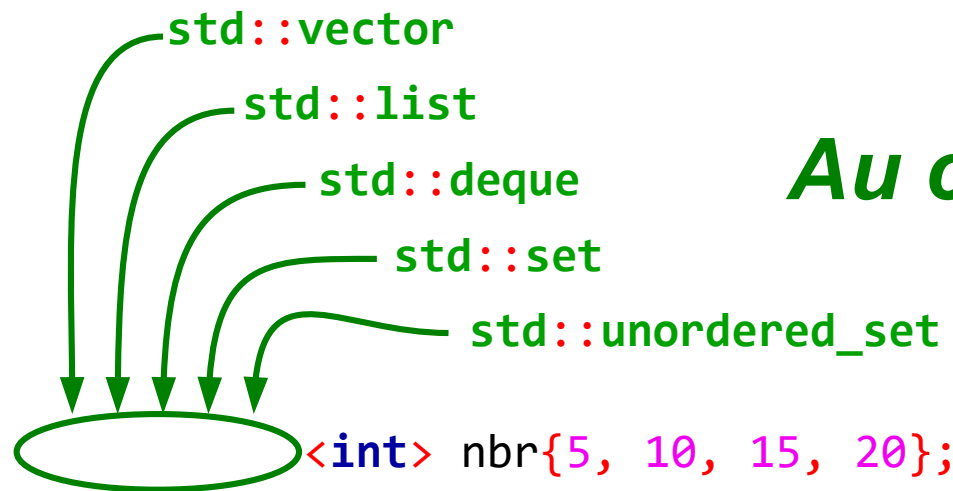 std::vector
std::list
std::deque
Au
std::set
std::unordered_set
<int> nbr{5, 10, 15, 20};